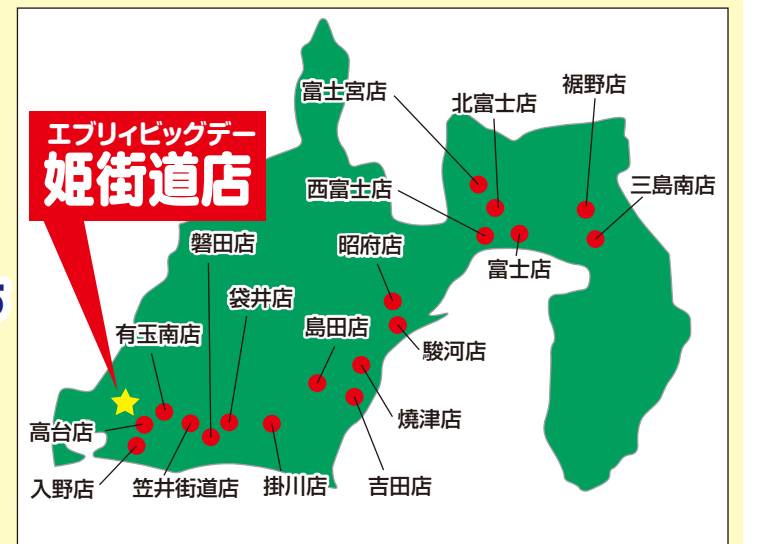 富士宮店
北富士店
裾野店
エブリィビッグデー
姫街道店
西富士店
三島南店
磐田店
昭府店
富士店
袋井店
島田店
有玉南店
駿河店
焼津店
高台店
入野店
笠井街道店
掛川店
吉田店